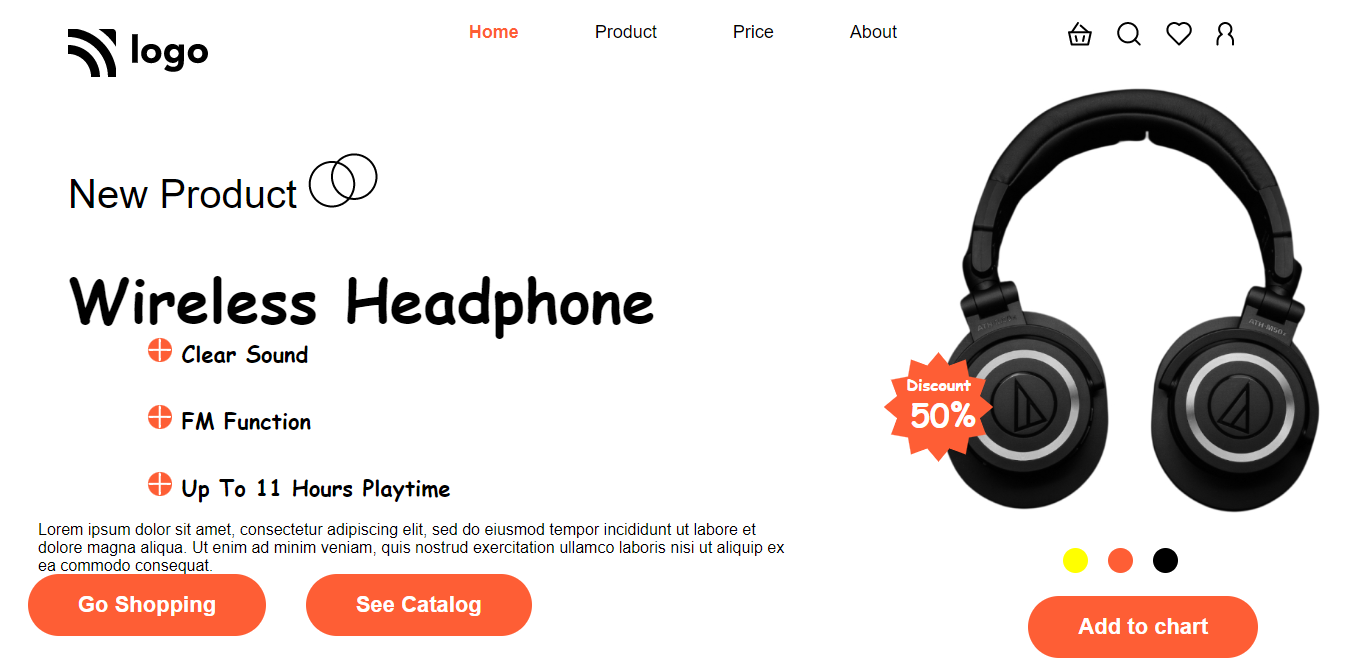 logo
Home Product Price About
New Product
Wireless Headphone
Clear Sound
FM Function
Up To 11 Hours Playtime
Lorem ipsum dolor sit amet, consectetur adipiscing elit, sed do eiusmod tempor incididunt ut labore et
dolore magna aliqua. Ut enim ad minim veniam, quis nostrud exercitation ullamco laboris nisi ut aliquip ex
ea commodo consequat.
Go Shopping See Catalog
Discount
50%
Add to chart